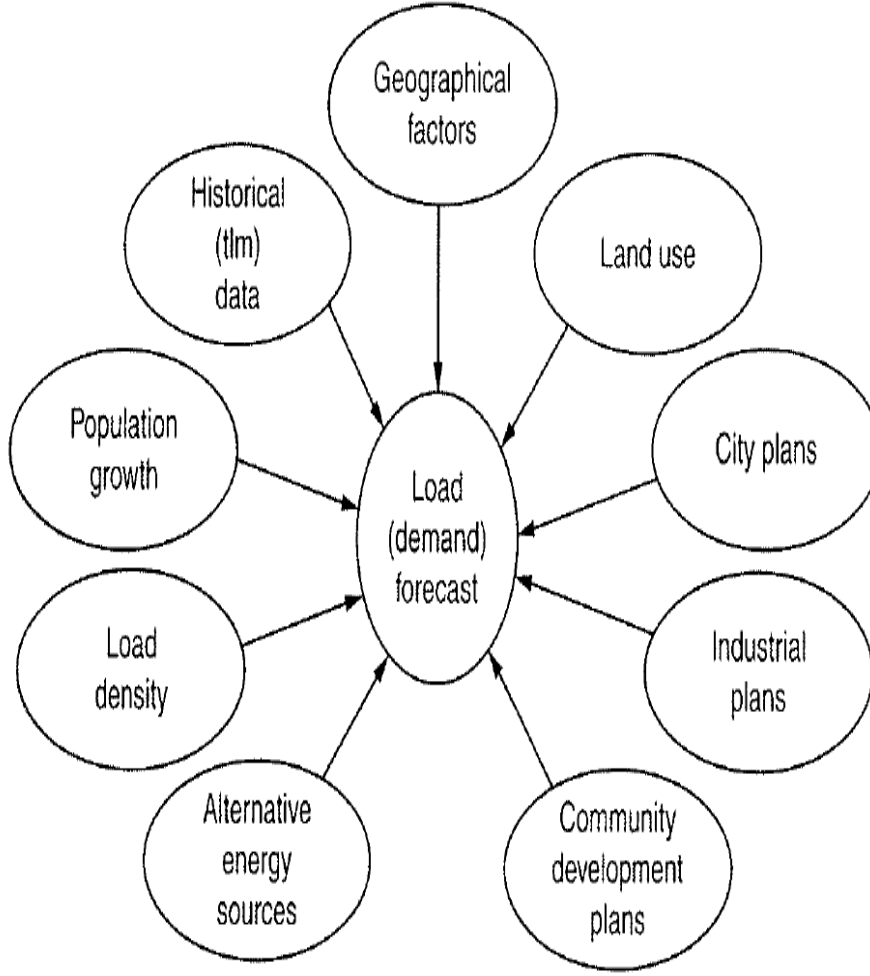 Geographical
factors
Historical
(tlm)
data
Land use
Population
growth
City plans
Load
(demand)
forecast
Load
density
Industrial
plans
Alternative
energy
sources
Community
development
plans